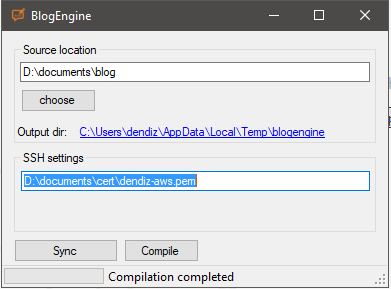 BlogEngine
Source location
D:\documents\blog
choose
Output dir: C:\Users\dendiz\AppData\Local\Temp\blogengine
SSH settings
D:\documents\cert\dendiz-aws.pem
Sync Compile
Compilation completed